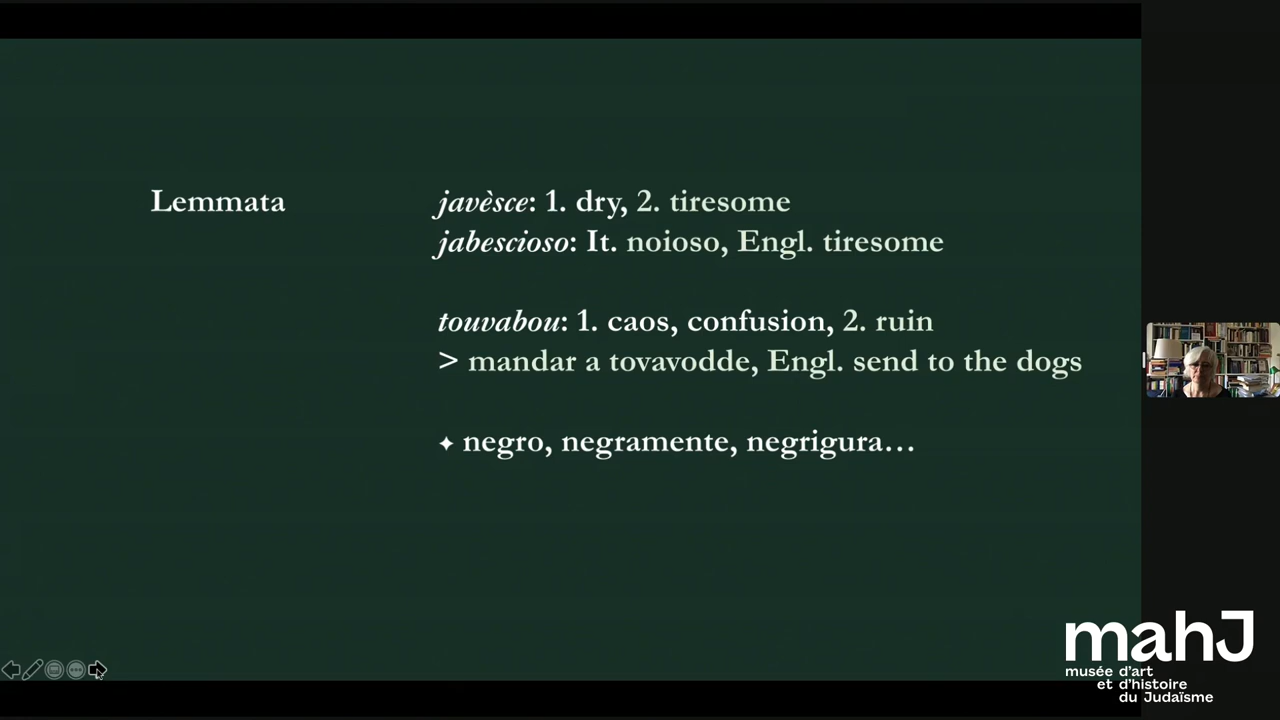 Lemmata
javèsce: 1. dry, 2. tiresome
jabescioso: It. noioso, Engl. tiresome
touvabou: 1. caos, confusion, 2. ruin
> mandar a tovavodde, Engl. send to the dogs
✦ negro, negramente, negrigura…
mahJ
musée d'art
et d'histoire
du Judaïsme